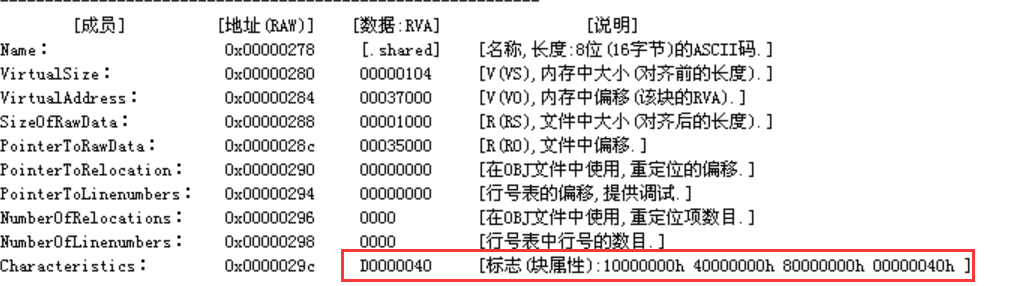 [成员] [地址(RAW)] [数据:RVA] [说明]
Name: 0x00000278 [.shared] [名称,长度:8位(16字节)的ASCII码.]
VirtualSize: 0x00000280 00000104 [V(VS),内存中大小(对齐前的长度).]
VirtualAddress: 0x00000284 00037000 [V(VO),内存中偏移(该块的RVA).]
SizeOfRawData: 0x00000288 00001000 [R(RS),文件中大小(对齐后的长度).]
PointerToRawData: 0x0000028c 00035000 [R(RO),文件中偏移.]
PointerToRelocation: 0x00000290 00000000 [在OBJ文件中使用,重定位的偏移.]
PointerToLinenumbers: 0x00000294 00000000 [行号表的偏移,提供调试.]
NumberOfRelocations: 0x00000296 0000 [在OBJ文件中使用,重定位项数目.]
NumberOfLinenumbers: 0x00000298 0000 [行号表中行号的数目.]
Characteristics: 0x0000029c D0000040 [标志(块属性):10000000h 40000000h 80000000h 00000040h ]